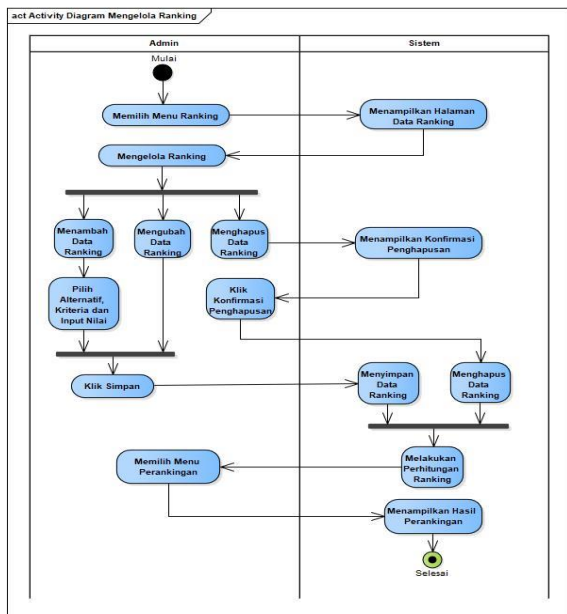 act Activity Diagram Mengelola Ranking
Admin
Sistem
Mulai
Memilih Menu Ranking
Menampilkan Halaman
Data Ranking
Mengelola Ranking
Menambah
Data
Ranking
Mengubah
Data
Ranking
Menghapus
Data
Ranking
Menampilkan Konfirmasi
Penghapusan
Pilih
Alternatif,
Kriteria dan
Input Nilai
Klik
Konfirmasi
Penghapusan
Klik Simpan
Menyimpan
Data
Ranking
Menghapus
Data
Ranking
Memilih Menu
Perankingan
Melakukan
Perhitungan
Ranking
Menampilkan Hasil
Perankingan
Selesai